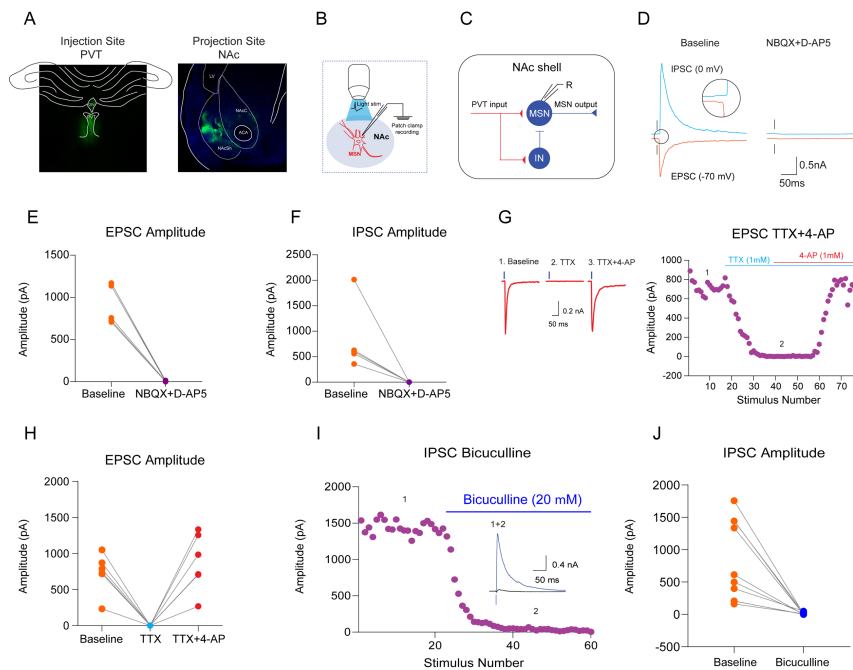 A
Injection Site
PVT
Projection Site
NAc
LV
NAcC
ACA
NAcSh
B
Light stim
Patch clamp
recording
NAc
MSN
C
NAc shell
R
PVT input
MSN
MSN output
IN
D
Baseline
NBQX+D-AP5
IPSC (0 mV)
EPSC (-70 mV)
0.5nA
50ms
E
EPSC Amplitude
Amplitude (pA)
1500
1000
500
0
Baseline
NBQX+D-AP5
F
IPSC Amplitude
Amplitude (pA)
2500
2000
1500
1000
500
0
Baseline
NBQX+D-AP5
G
1. Baseline
2. TTX
3. TTX+4-AP
0.2 nA
50 ms
EPSC TTX+4-AP
TTX (1mM)
4-AP (1mM)
Amplitude (pA)
1000
800
600
400
200
0
1
2
10 20 30 40 50 60 70
Stimulus Number
H
EPSC Amplitude
Amplitude (pA)
2000
1500
1000
500
0
Baseline
TTX
TTX+4-AP
I
IPSC Bicuculline
Bicuculline (20 mM)
Amplitude (pA)
2000
1500
1000
500
0
1
1+2
0.4 nA
50 ms
2
20 40 60
Stimulus Number
J
IPSC Amplitude
Amplitude (pA)
2000
1500
1000
500
0
-500
Baseline
Bicuculline